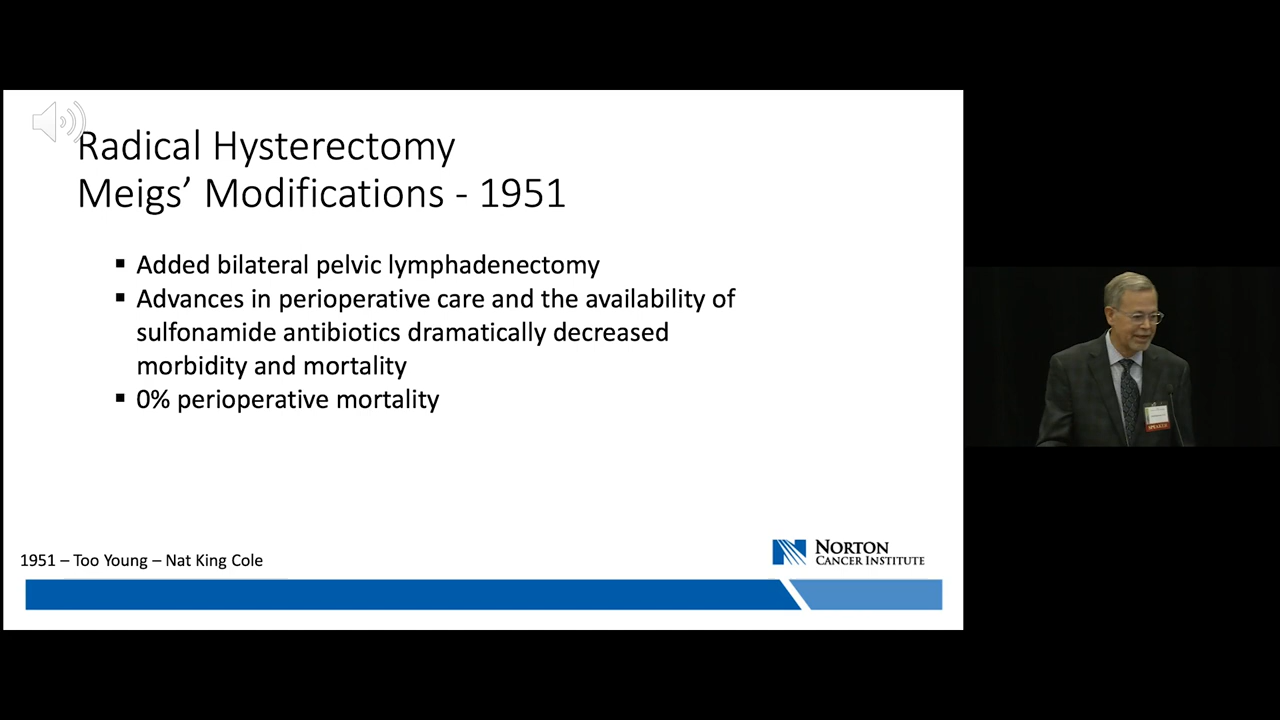 Radical Hysterectomy
Meigs’ Modifications - 1951
▪ Added bilateral pelvic lymphadenectomy
▪ Advances in perioperative care and the availability of
sulfonamide antibiotics dramatically decreased
morbidity and mortality
▪ 0% perioperative mortality
1951 – Too Young – Nat King Cole
NORTON
CANCER INSTITUTE
SPEAKER